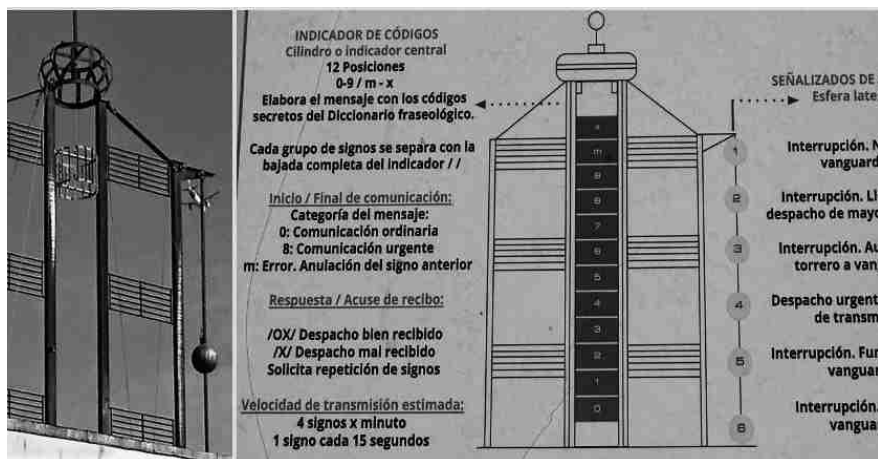 INDICADOR DE CÓDIGOS
Cilindro o indicador central
12 Posiciones
0-9 / m - x
Elabora el mensaje con los códigos
secretos del Diccionario fraseológico.
Cada grupo de signos se separa con la
bajada completa del indicador / /
Inicio / Final de comunicación:
Categoría del mensaje:
0: Comunicación ordinaria
8: Comunicación urgente
m: Error. Anulación del signo anterior
Respuesta / Acuse de recibo:
/OX/ Despacho bien recibido
/X/ Despacho mal recibido
Solicita repetición de signos
Velocidad de transmisión estimada:
4 signos x minuto
1 signo cada 15 segundos
x
m
9
8
7
6
5
4
3
2
1
0
SEÑALIZADOS DE
Esfera late
1
Interrupción. N
vanguard
2
Interrupción. Li
despacho de mayo
3
Interrupción. Au
torrero a vang
4
Despacho urgent
de transm
5
Interrupción. Fu
vanguar
6
Interrupción.
vangua